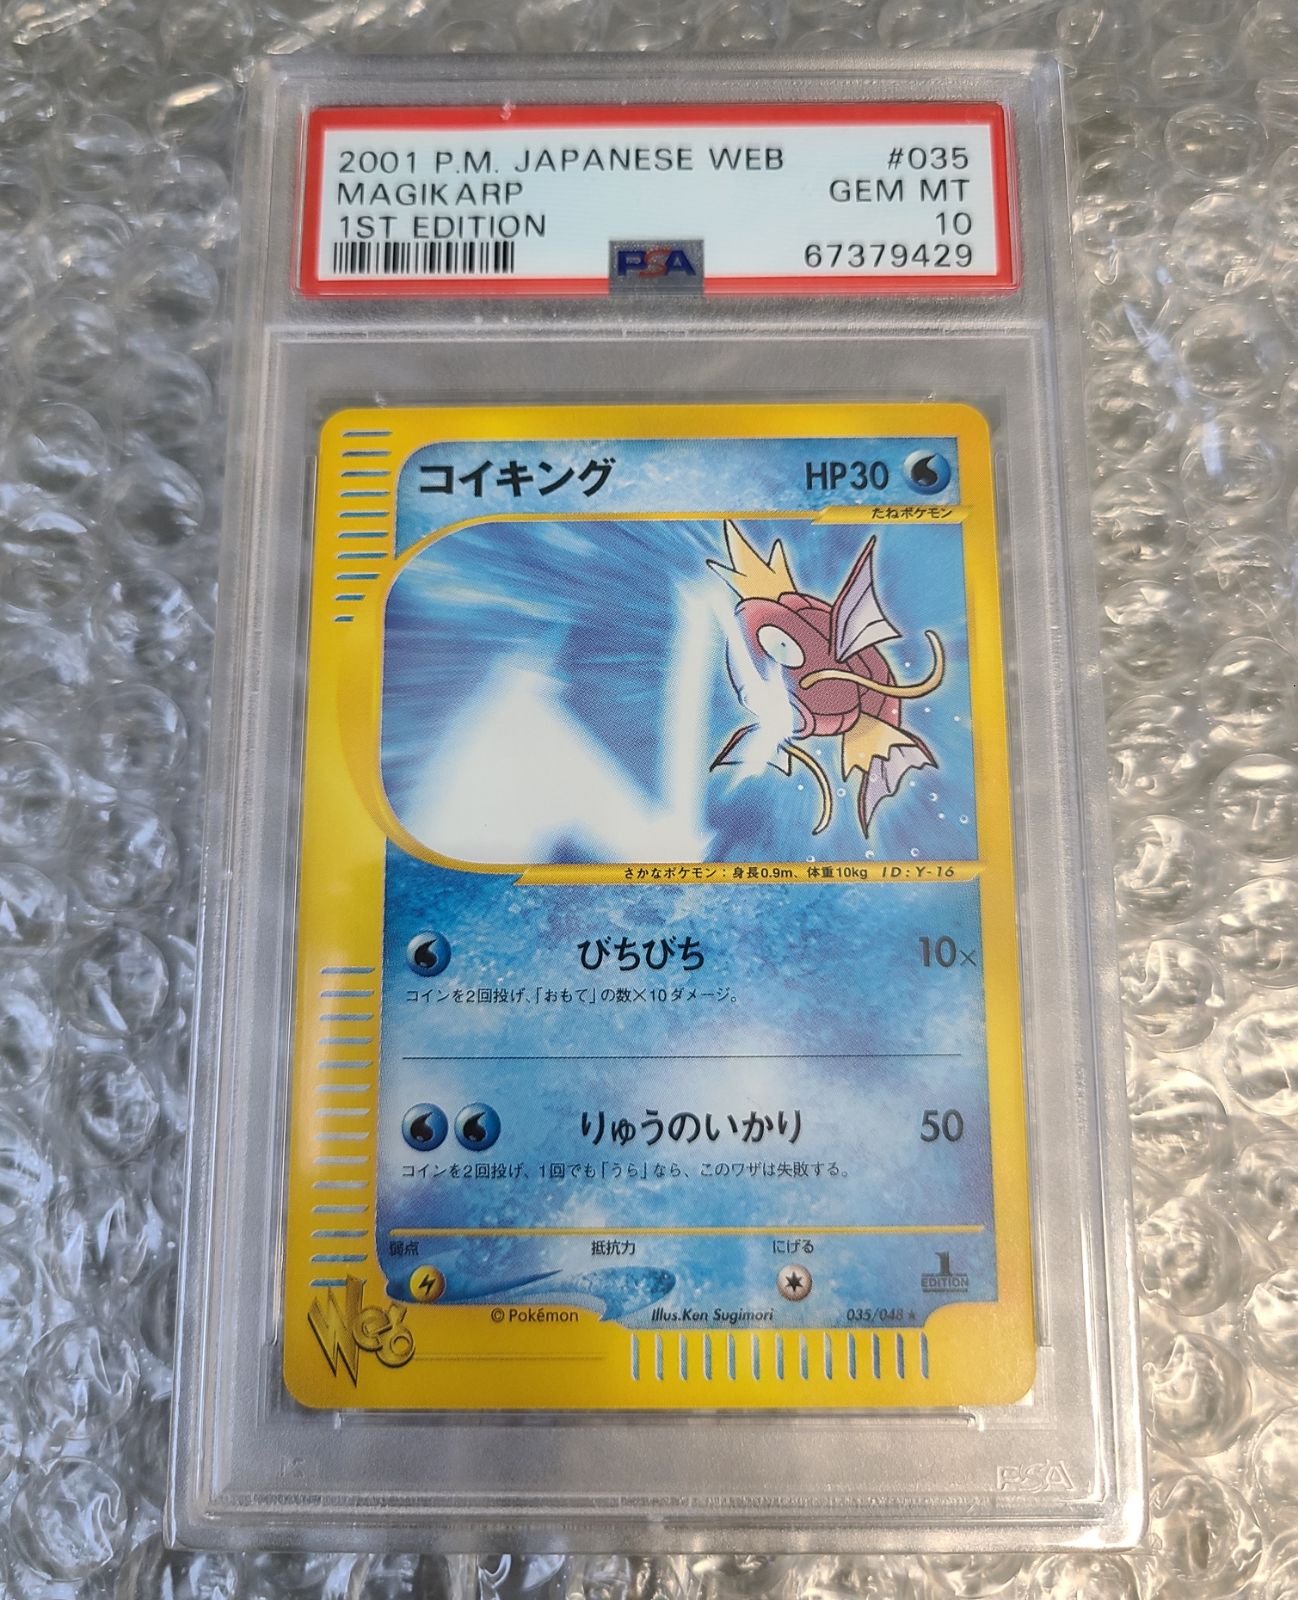 2001 P.M. JAPANESE WEB #035
MAGIKARP GEM MT
1ST EDITION 10
PSA 67379429
コイキング HP30
たねポケモン
さかなポケモン：身長0.9m、体重10kg ID:Y-16
びちびち 10×
コインを2回投げ、「おもて」の数×10ダメージ。
りゅうのいかり 50
コインを2回投げ、1回でも「うら」なら、このワザは失敗する。
弱点 抵抗力 にげる
1
EDITION
Web
© Pokémon Illus.Ken Sugimori 035/048 ★
PSA